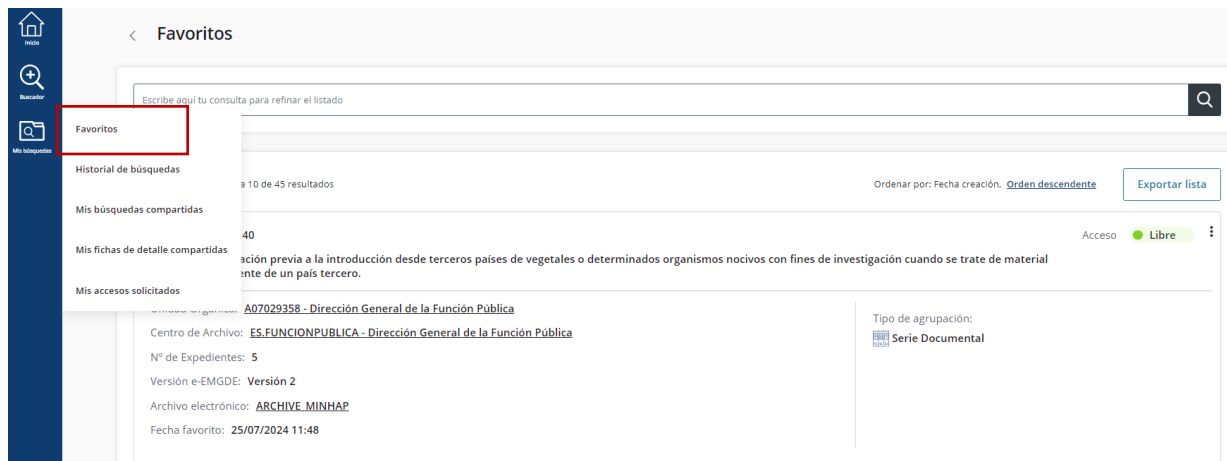 Inicio
Favoritos
Buscador
Escribe aquí tu consulta para refinar el listado
Mis búsquedas
Favoritos
Historial de búsquedas
Mis búsquedas compartidas
Mis fichas de detalle compartidas
Mis accesos solicitados
a 10 de 45 resultados
Ordenar por: Fecha creación, Orden descendente
Exportar lista
40
Acceso Libre
ación previa a la introducción desde terceros países de vegetales o determinados organismos nocivos con fines de investigación cuando se trate de material
ente de un país tercero.
A07029358 - Dirección General de la Función Pública
Centro de Archivo: ES.FUNCIONPUBLICA - Dirección General de la Función Pública
Nº de Expedientes: 5
Versión e-EMGDE: Versión 2
Archivo electrónico: ARCHIVE_MINHAP
Fecha favorito: 25/07/2024 11:48
Tipo de agrupación:
Serie Documental